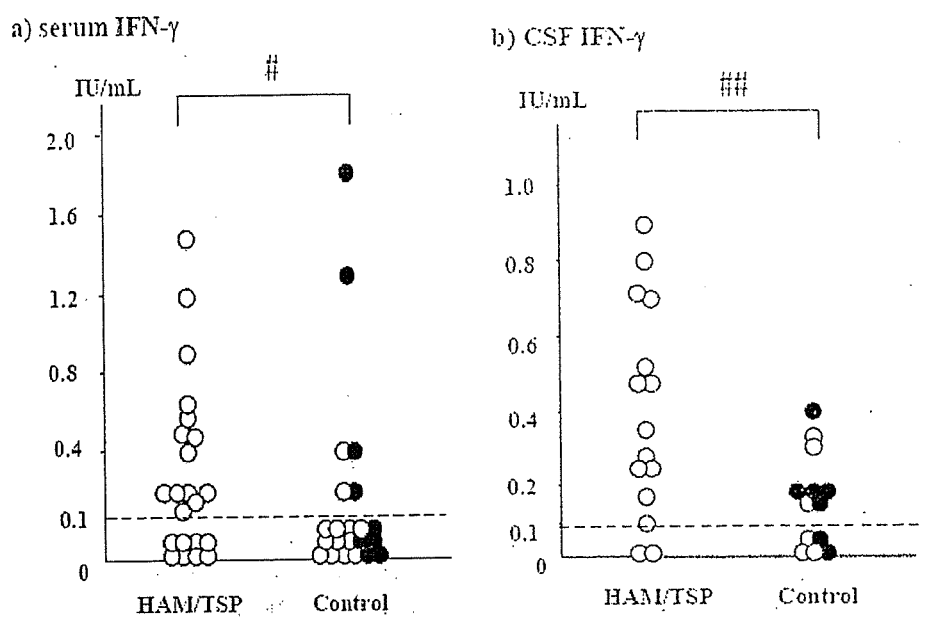 a) serum IFN-γ
#
IU/mL
2.0
1.6
1.2
0.8
0.4
0.1
0
HAM/TSP
Control
b) CSF IFN-γ
##
IU/mL
1.0
0.8
0.6
0.4
0.2
0.1
0
HAM/TSP
Control